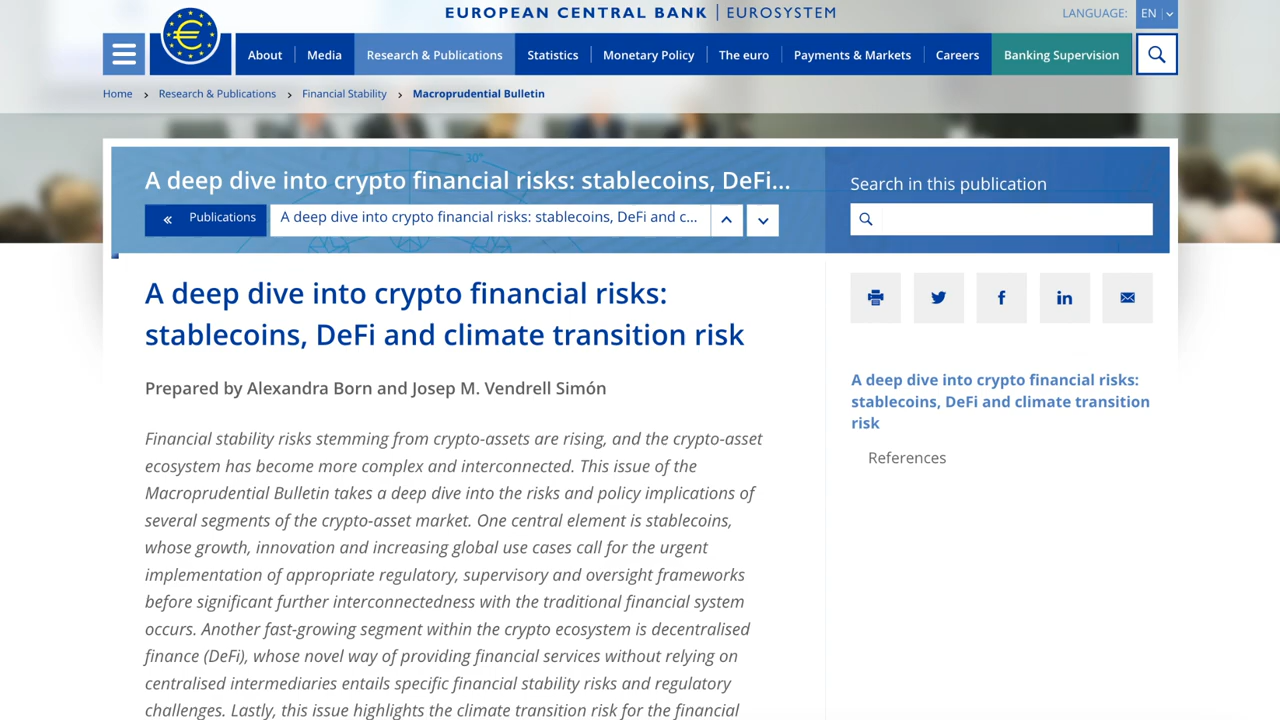 EUROPEAN CENTRAL BANK | EUROSYSTEM
LANGUAGE: EN
About Media Research & Publications Statistics Monetary Policy The euro Payments & Markets Careers Banking Supervision
Home > Research & Publications > Financial Stability > Macroprudential Bulletin
30°
A deep dive into crypto financial risks: stablecoins, DeFi...
« Publications A deep dive into crypto financial risks: stablecoins, DeFi and c...
Search in this publication
A deep dive into crypto financial risks:
stablecoins, DeFi and climate transition risk
Prepared by Alexandra Born and Josep M. Vendrell Simón
Financial stability risks stemming from crypto-assets are rising, and the crypto-asset
ecosystem has become more complex and interconnected. This issue of the
Macroprudential Bulletin takes a deep dive into the risks and policy implications of
several segments of the crypto-asset market. One central element is stablecoins,
whose growth, innovation and increasing global use cases call for the urgent
implementation of appropriate regulatory, supervisory and oversight frameworks
before significant further interconnectedness with the traditional financial system
occurs. Another fast-growing segment within the crypto ecosystem is decentralised
finance (DeFi), whose novel way of providing financial services without relying on
centralised intermediaries entails specific financial stability risks and regulatory
challenges. Lastly, this issue highlights the climate transition risk for the financial
A deep dive into crypto financial risks:
stablecoins, DeFi and climate transition
risk
References